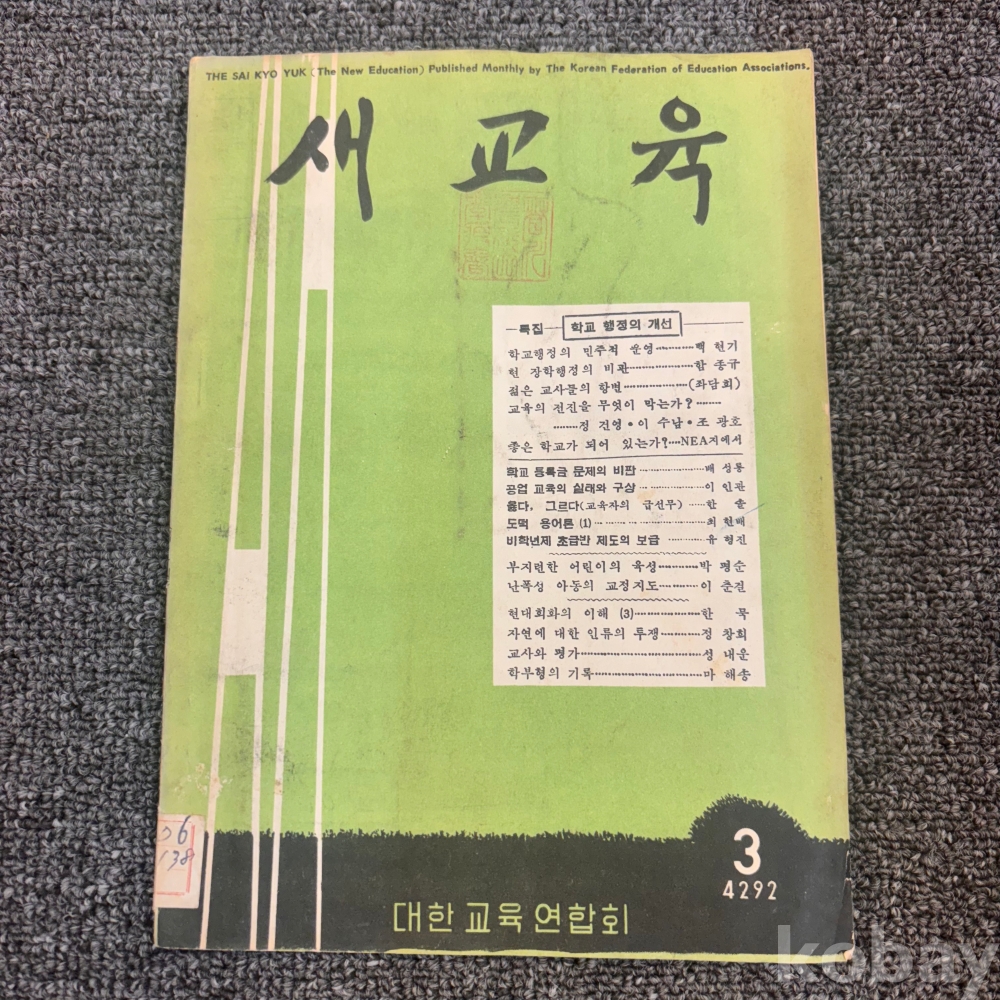 THE SAI KYO YUK (The New Education) Published Monthly by The Korean Federation of Education Associations.
새 교 육
특집 학교 행정의 개선
학교행정의 민주적 운영 백 현기
현 장학행정의 비판 함 종규
젊은 교사들의 항변 (좌담회)
교육의 전진을 무엇이 막는가?
정 진영 • 이 수남 • 조 광호
좋은 학교가 되어 있는가? NEA지에서
학교 등록금 문제의 비판 배 성룡
공업 교육의 실태와 구상 이 인관
옳다, 그르다(교육자의 급선무) 한 솔
도떡 용어론 (1) 최 현배
비학년제 초급반 제도의 보급 유 형진
부지런한 어린이의 육성 박 평순
난폭성 아동의 교정지도 이 춘진
현대회화의 이해 (3) 한 묵
자연에 대한 인류의 투쟁 정 창희
교사와 평가 성 내운
학부형의 기록 마 해송
06
138
3
4292
대한교육연합회
kobay